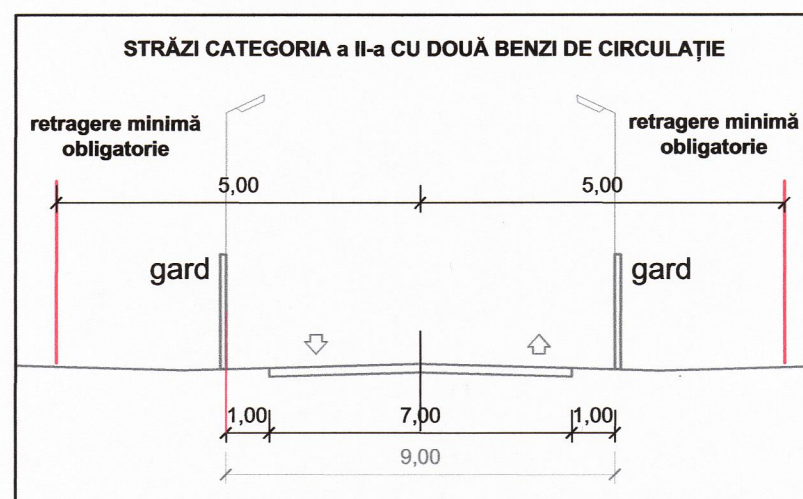 STRĂZI CATEGORIA a II-a CU DOUĂ BENZI DE CIRCULAȚIE
retragere minimă
obligatorie
retragere minimă
obligatorie
5,00
5,00
gard
gard
1,00
7,00
1,00
9,00